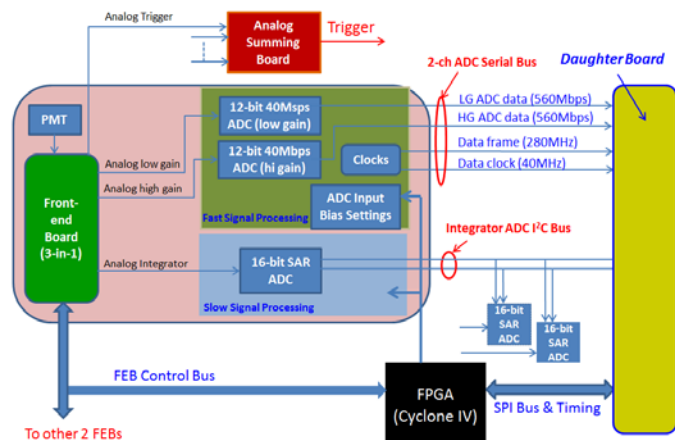 Analog Trigger
Analog
Summing
Board
Trigger
2-ch ADC Serial Bus
Daughter Board
PMT
12-bit 40Msps
ADC (low gain)
LG ADC data (560Mbps)
HG ADC data (560Mbps)
12-bit 40Mbps
ADC (hi gain)
Clocks
Data frame (280MHz)
Data clock (40MHz)
Analog low gain
Analog high gain
Front-
end
Board
(3-in-1)
ADC Input
Bias Settings
Fast Signal Processing
Integrator ADC I²C Bus
Analog Integrator
16-bit SAR
ADC
Slow Signal Processing
16-bit
SAR
ADC
16-bit
SAR
ADC
FEB Control Bus
FPGA
(Cyclone IV)
SPI Bus & Timing
To other 2 FEBs